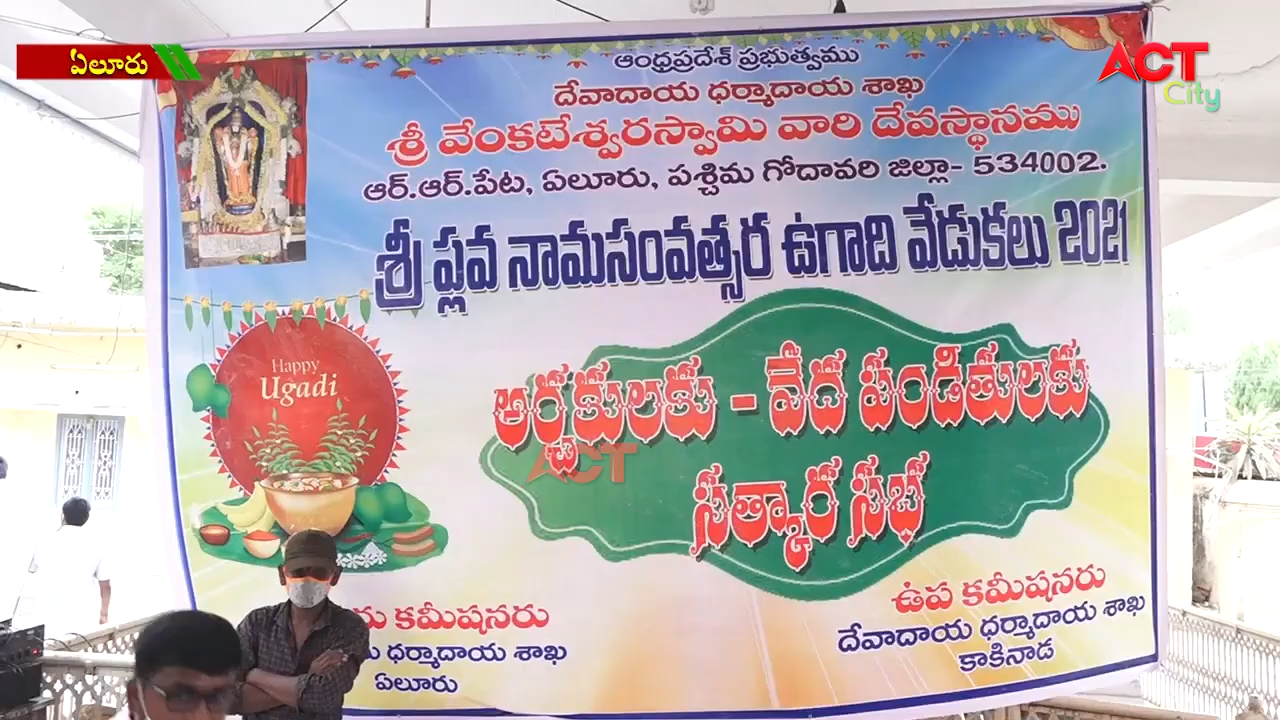 ఏలూరు
ACT
City
ఆంధ్రప్రదేశ్ ప్రభుత్వము
దేవాదాయ ధర్మాదాయ శాఖ
శ్రీ వేంకటేశ్వరస్వామి వారి దేవస్థానము
ఆర్.ఆర్.పేట, ఏలూరు, పశ్చిమ గోదావరి జిల్లా- 534002.
శ్రీ ప్లవ నామసంవత్సర ఉగాది వేడుకలు 2021
Happy
Ugadi
అర్చకులకు - వేద పండితులకు
ACT
సత్కార సభ
కమీషనరు
ధర్మాదాయ శాఖ
ఏలూరు
ఉప కమీషనరు
దేవాదాయ ధర్మాదాయ శాఖ
కాకినాడ